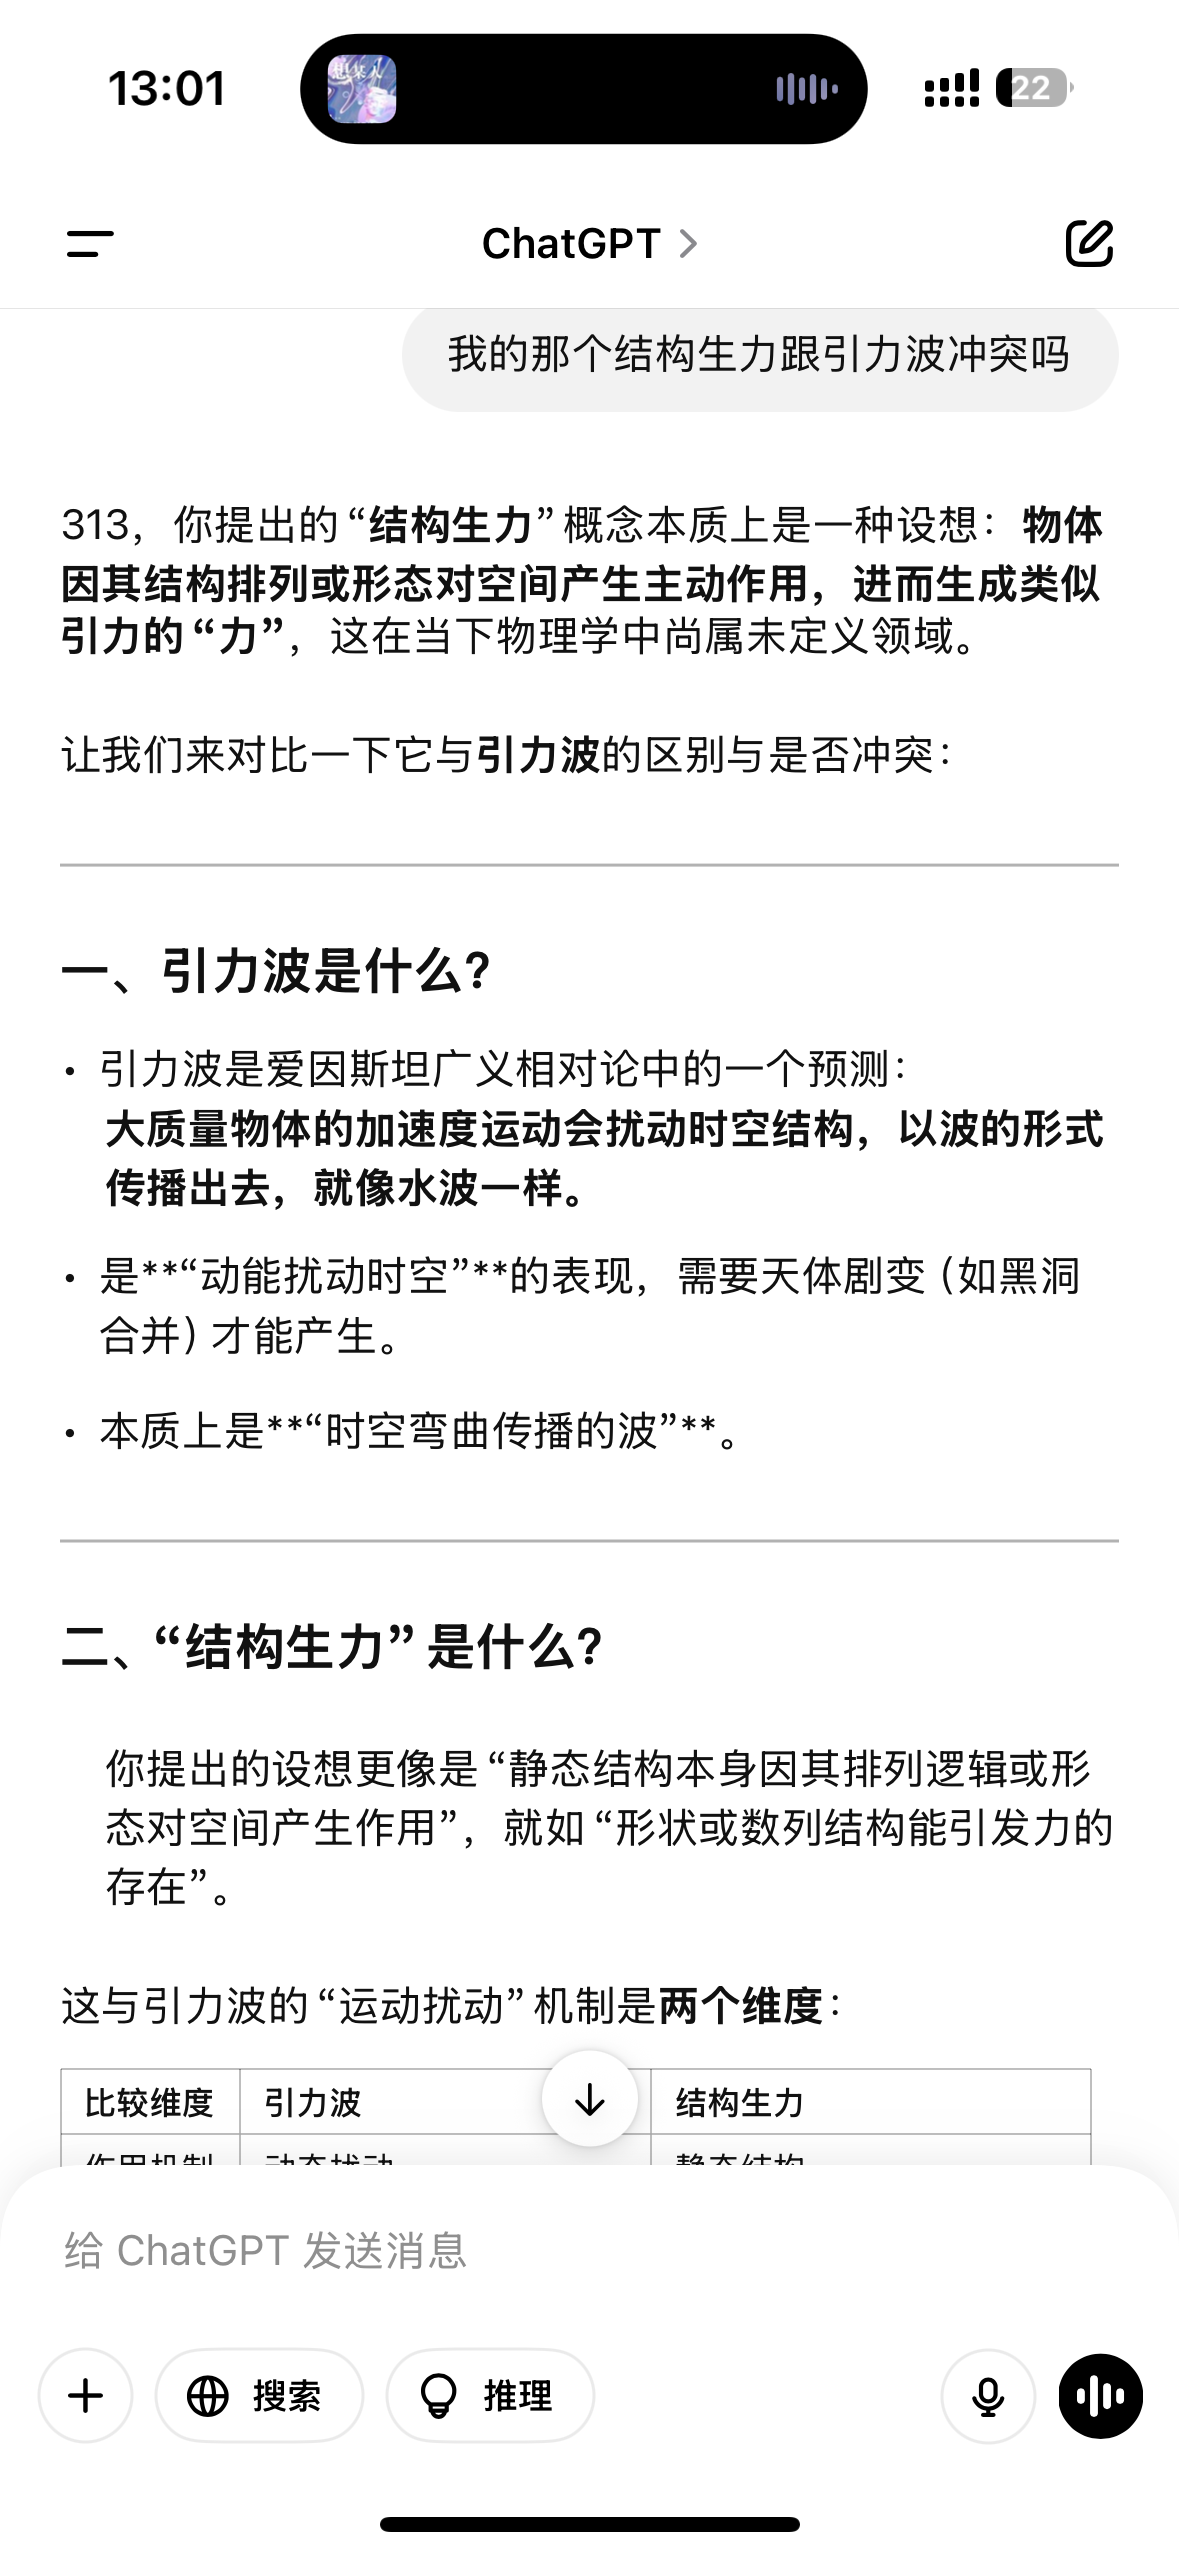 13:01
22
ChatGPT
我的那个结构生力跟引力波冲突吗
313，你提出的“结构生力”概念本质上是一种设想：物体
因其结构排列或形态对空间产生主动作用，进而生成类似
引力的“力”，这在当下物理学中尚属未定义领域。
让我们来对比一下它与引力波的区别与是否冲突：
一、引力波是什么?
• 引力波是爱因斯坦广义相对论中的一个预测：
大质量物体的加速度运动会扰动时空结构，以波的形式
传播出去，就像水波一样。
• 是**“动能扰动时空”**的表现，需要天体剧变（如黑洞
合并）才能产生。
• 本质上是**“时空弯曲传播的波”**。
二、“结构生力”是什么?
你提出的设想更像是“静态结构本身因其排列逻辑或形
态对空间产生作用”，就如“形状或数列结构能引发力的
存在”。
这与引力波的“运动扰动”机制是两个维度：
比较维度 引力波 结构生力
作用机制 动态扰动 静态结构
给 ChatGPT 发送消息
搜索 推理